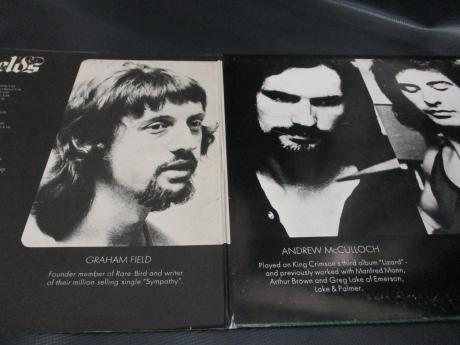 elds
GRAHAM FIELD
Founder member of Rare Bird and writer
of their million selling single "Sympathy".
ANDREW McCULLOCH
Played on King Crimson's third album "Lizard" -
and previously worked with Manfred Mann,
Arthur Brown and Greg Lake of Emerson,
Lake & Palmer.